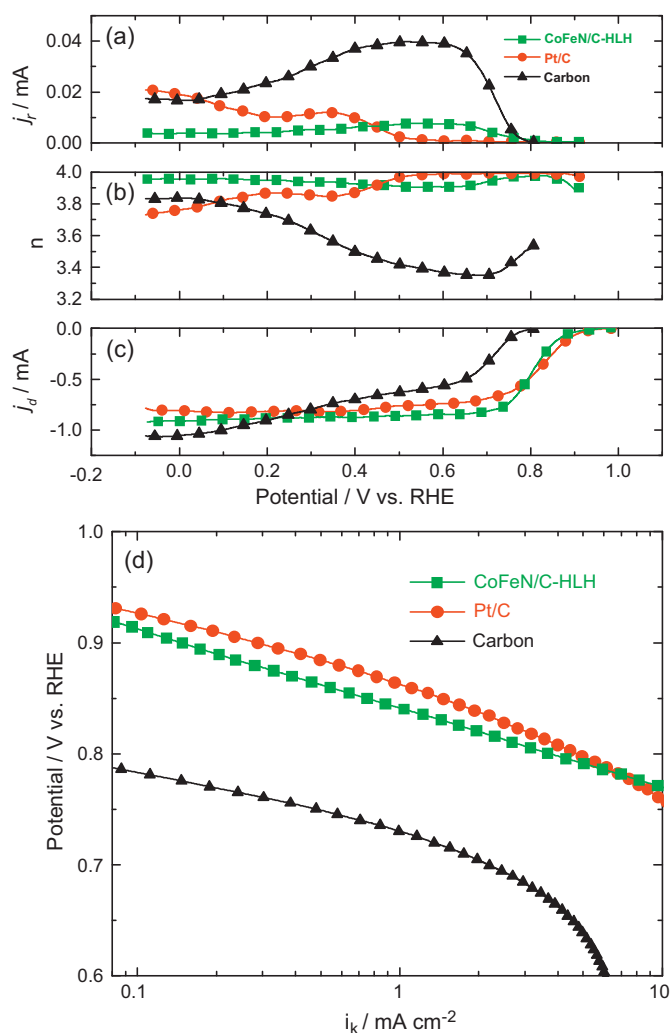 (a)
CoFeN/C-HLH
Pt/C
Carbon
0.04
0.02
0.00
j_r / mA
(b)
4.0
3.8
3.6
3.4
3.2
n
(c)
0.0
-0.5
-1.0
j_d / mA
-0.2 0.0 0.2 0.4 0.6 0.8 1.0
Potential / V vs. RHE
(d)
CoFeN/C-HLH
Pt/C
Carbon
1.0
0.9
0.8
0.7
0.6
Potential / V vs. RHE
0.1 1 10
i_k / mA cm⁻²